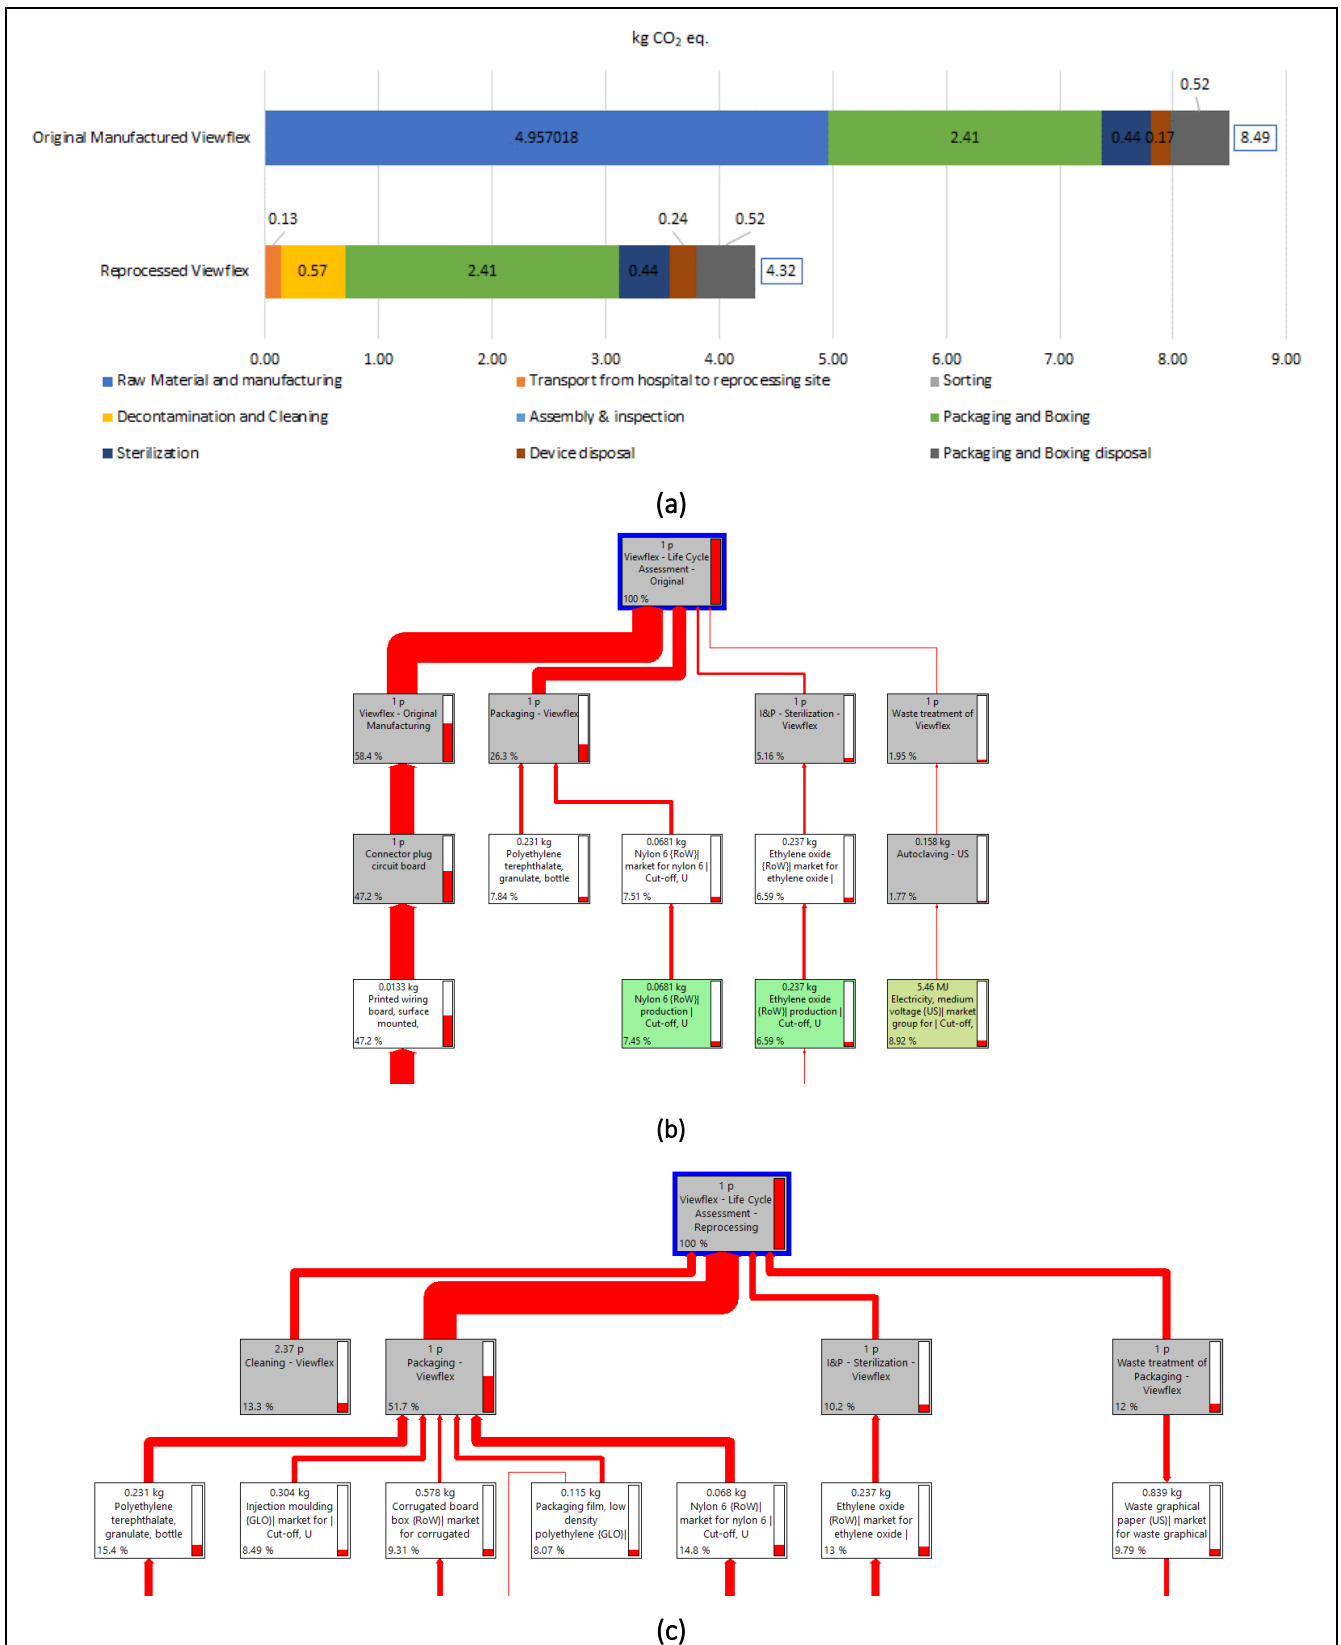 kg CO₂ eq.
0.52
Original Manufactured Viewflex
4.957018
2.41
0.44
0.17
8.49
0.13
0.24
0.52
Reprocessed Viewflex
0.57
2.41
0.44
4.32
0.00 1.00 2.00 3.00 4.00 5.00 6.00 7.00 8.00 9.00
Raw Material and manufacturing
Transport from hospital to reprocessing site
Sorting
Decontamination and Cleaning
Assembly & inspection
Packaging and Boxing
Sterilization
Device disposal
Packaging and Boxing disposal
(a)
1 p
Viewflex - Life Cycle
Assessment -
Original
100 %
1 p
Viewflex - Original
Manufacturing
58.4 %
1 p
Packaging - Viewflex
26.3 %
1 p
I&P - Sterilization -
Viewflex
5.16 %
1 p
Waste treatment of
Viewflex
1.95 %
1 p
Connector plug
circuit board
47.2 %
0.231 kg
Polyethylene
terephthalate,
granulate, bottle
7.84 %
0.0681 kg
Nylon 6 {RoW}|
market for nylon 6 |
Cut-off, U
7.51 %
0.237 kg
Ethylene oxide
{RoW}| market for
ethylene oxide |
6.59 %
0.158 kg
Autoclaving - US
1.77 %
0.0133 kg
Printed wiring
board, surface
mounted,
47.2 %
0.0681 kg
Nylon 6 {RoW}|
production |
Cut-off, U
7.45 %
0.237 kg
Ethylene oxide
{RoW}| production |
Cut-off, U
6.59 %
5.46 MJ
Electricity, medium
voltage {US}| market
group for | Cut-off,
8.92 %
(b)
1 p
Viewflex - Life Cycle
Assessment -
Reprocessing
100 %
2.37 p
Cleaning - Viewflex
13.3 %
1 p
Packaging -
Viewflex
51.7 %
1 p
I&P - Sterilization -
Viewflex
10.2 %
1 p
Waste treatment of
Packaging -
Viewflex
12 %
0.231 kg
Polyethylene
terephthalate,
granulate, bottle
15.4 %
0.304 kg
Injection moulding
{GLO}| market for |
Cut-off, U
8.49 %
0.578 kg
Corrugated board
box {RoW}| market
for corrugated
9.31 %
0.115 kg
Packaging film, low
density
polyethylene {GLO}|
8.07 %
0.068 kg
Nylon 6 {RoW}|
market for nylon 6 |
Cut-off, U
14.8 %
0.237 kg
Ethylene oxide
{RoW}| market for
ethylene oxide |
13 %
0.839 kg
Waste graphical
paper {US}| market
for waste graphical
9.79 %
(c)